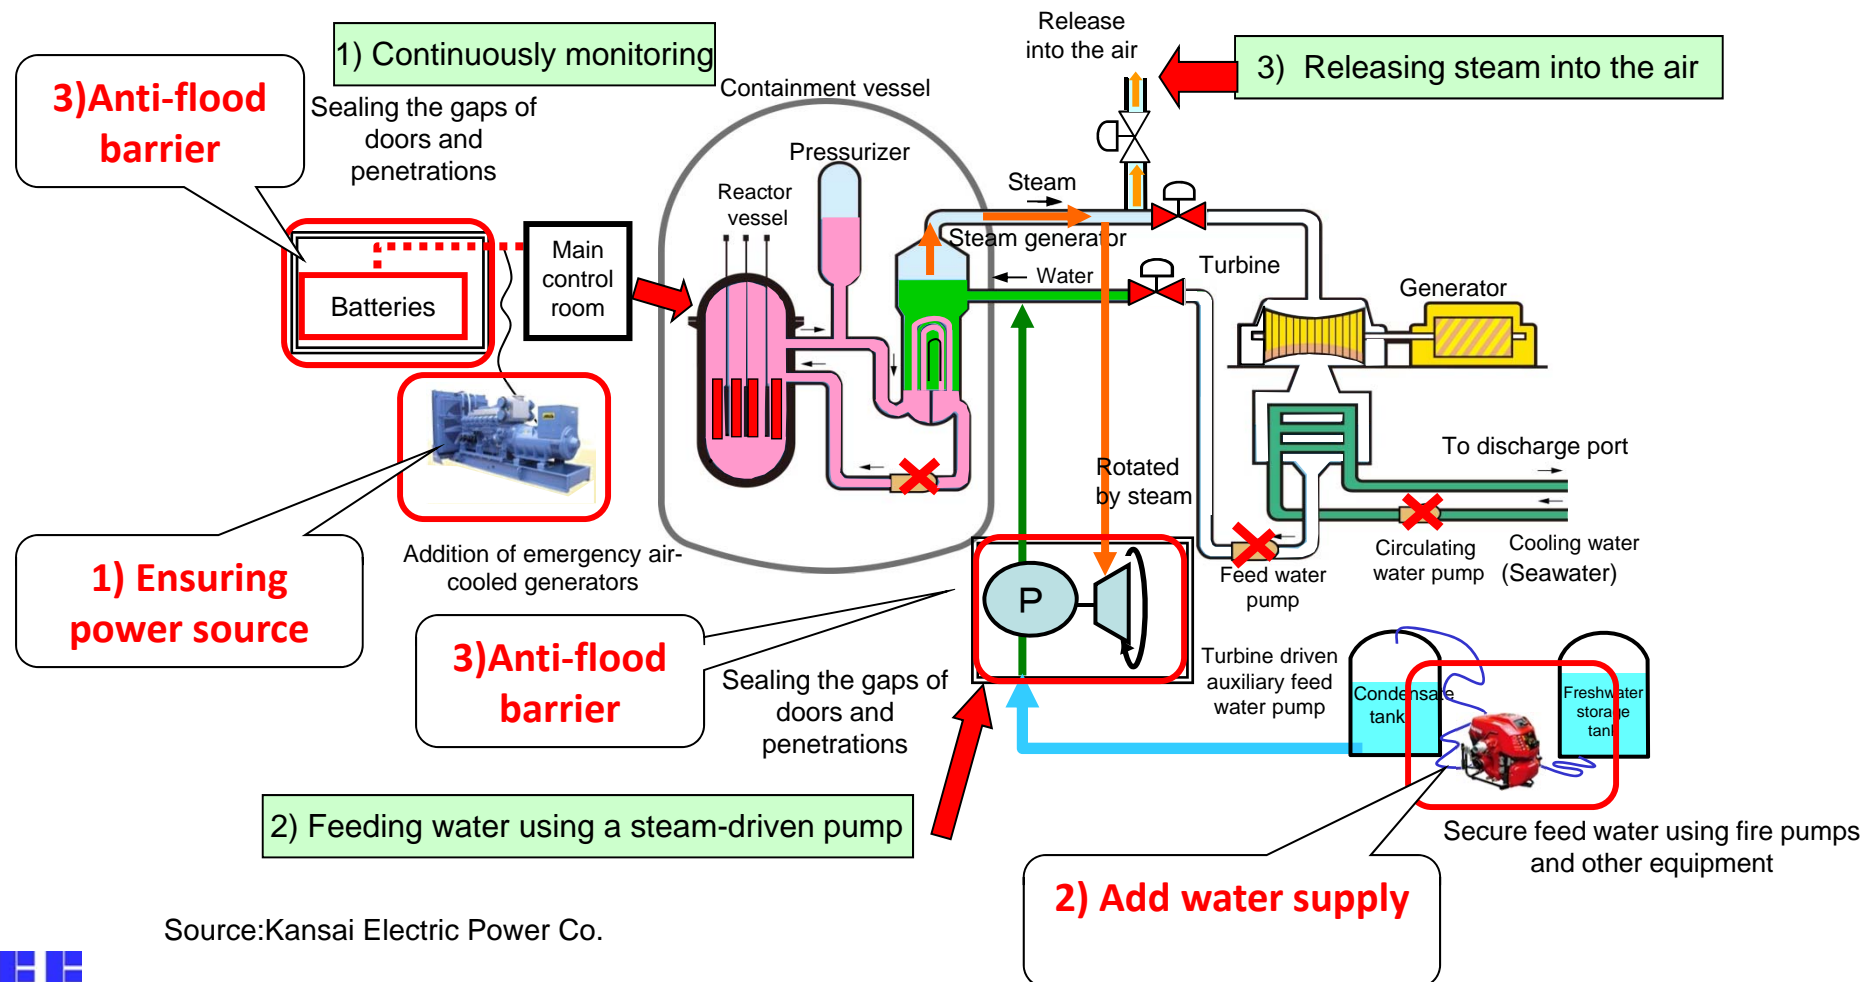 1) Continuously monitoring
Release
into the air
3)  Releasing steam into the air
3)Anti-flood
barrier
Sealing the gaps of
doors and
penetrations
Containment vessel
Pressurizer
Reactor
vessel
Steam
Steam generator
Water
Turbine
Generator
Main
control
room
Batteries
To discharge port
Rotated
by steam
Circulating
water pump
Cooling water
(Seawater)
Feed water
pump
Addition of emergency air-
cooled generators
1) Ensuring
power source
P
3)Anti-flood
barrier
Sealing the gaps of
doors and
penetrations
Turbine driven
auxiliary feed
water pump
Condensate
tank
Freshwater
storage
tank
2) Feeding water using a steam-driven pump
Secure feed water using fire pumps
and other equipment
2) Add water supply
Source:Kansai Electric Power Co.